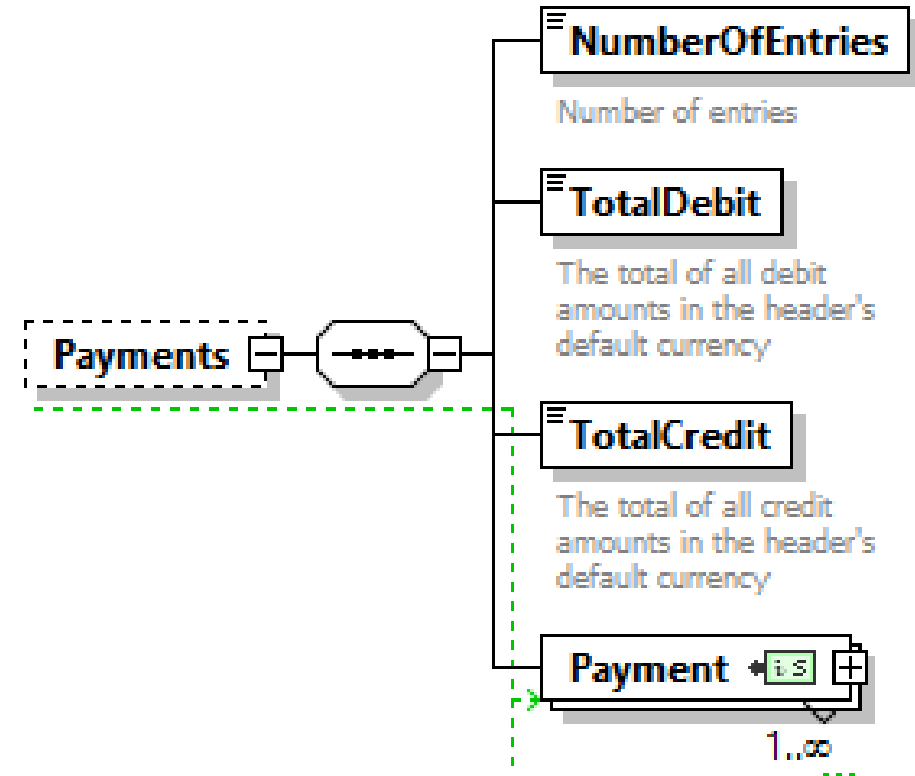 NumberOfEntries
Number of entries
TotalDebit
The total of all debit
amounts in the header's
default currency
Payments
TotalCredit
The total of all credit
amounts in the header's
default currency
Payment
1..∞